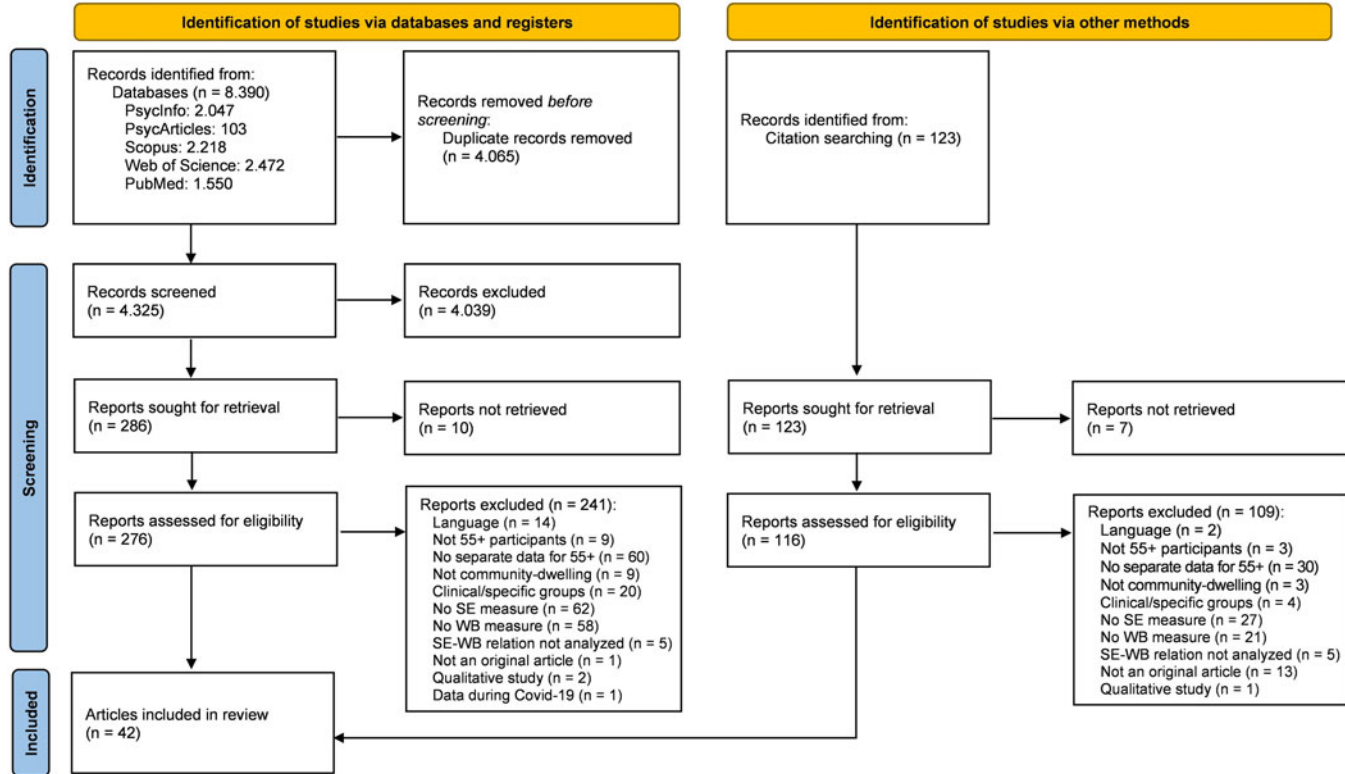 Identification of studies via databases and registers
Identification of studies via other methods
Identification
Records identified from:
Databases (n = 8.390)
PsycInfo: 2.047
PsycArticles: 103
Scopus: 2.218
Web of Science: 2.472
PubMed: 1.550
Records removed before
screening:
Duplicate records removed
(n = 4.065)
Records identified from:
Citation searching (n = 123)
Screening
Records screened
(n = 4.325)
Records excluded
(n = 4.039)
Reports sought for retrieval
(n = 286)
Reports not retrieved
(n = 10)
Reports sought for retrieval
(n = 123)
Reports not retrieved
(n = 7)
Reports assessed for eligibility
(n = 276)
Reports excluded (n = 241):
Language (n = 14)
Not 55+ participants (n = 9)
No separate data for 55+ (n = 60)
Not community-dwelling (n = 9)
Clinical/specific groups (n = 20)
No SE measure (n = 62)
No WB measure (n = 58)
SE-WB relation not analyzed (n = 5)
Not an original article (n = 1)
Qualitative study (n = 2)
Data during Covid-19 (n = 1)
Reports assessed for eligibility
(n = 116)
Reports excluded (n = 109):
Language (n = 2)
Not 55+ participants (n = 3)
No separate data for 55+ (n = 30)
Not community-dwelling (n = 3)
Clinical/specific groups (n = 4)
No SE measure (n = 27)
No WB measure (n = 21)
SE-WB relation not analyzed (n = 5)
Not an original article (n = 13)
Qualitative study (n = 1)
Included
Articles included in review
(n = 42)